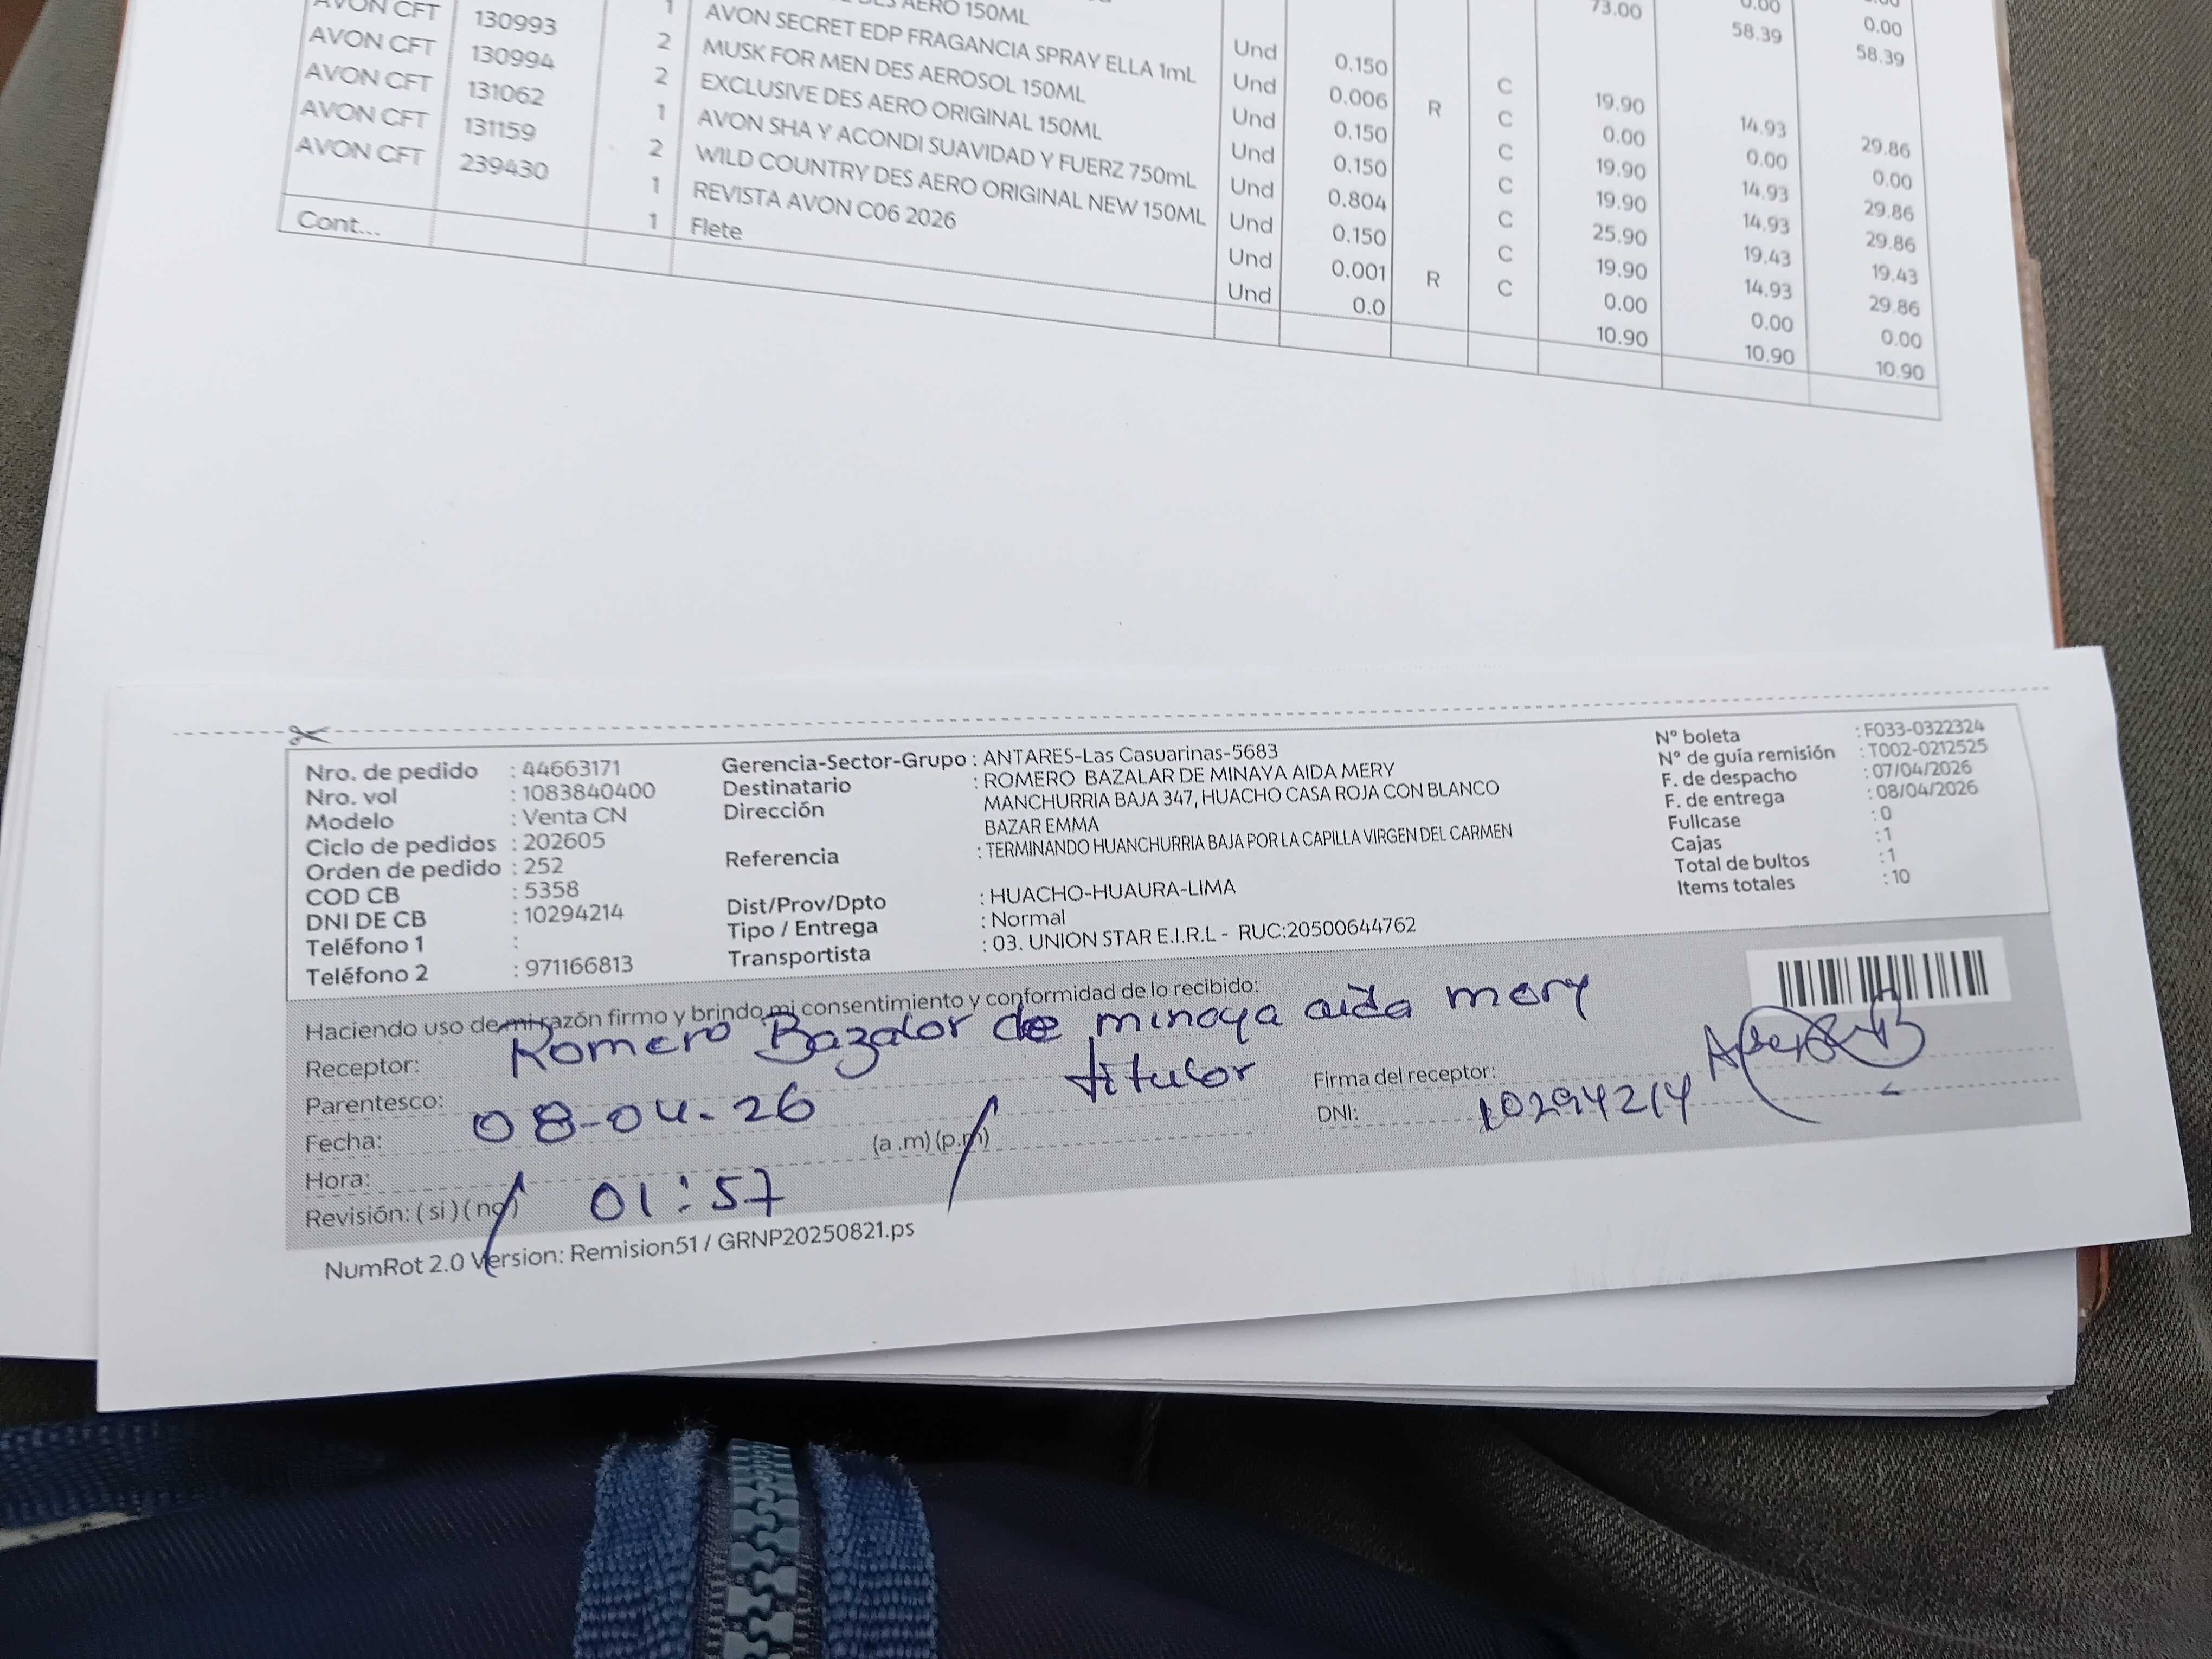 AVON CFT 130993 1 DES AERO 150ML Und 0.150 C 73.00 58.39 58.39
AVON CFT 130994 2 AVON SECRET EDP FRAGANCIA SPRAY ELLA 1mL Und 0.006 R C 0.00 0.00 0.00
AVON CFT 131062 2 MUSK FOR MEN DES AEROSOL 150ML Und 0.150 C 19.90 14.93 29.86
AVON CFT 131159 1 EXCLUSIVE DES AERO ORIGINAL 150ML Und 0.150 C 19.90 14.93 29.86
AVON CFT 239430 2 AVON SHA Y ACONDI SUAVIDAD Y FUERZ 750mL Und 0.804 C 25.90 19.43 19.43
WILD COUNTRY DES AERO ORIGINAL NEW 150ML Und 0.150 C 19.90 14.93 29.86
1 REVISTA AVON C06 2026 Und 0.001 R C 0.00 0.00 0.00
Cont... 1 Flete Und 0.0 10.90 10.90 10.90
Nro. de pedido : 44663171
Nro. vol : 1083840400
Modelo : Venta CN
Ciclo de pedidos : 202605
Orden de pedido : 252
COD CB : 5358
DNI DE CB : 10294214
Teléfono 1 :
Teléfono 2 : 971166813
Gerencia-Sector-Grupo : ANTARES-Las Casuarinas-5683
Destinatario : ROMERO BAZALAR DE MINAYA AIDA MERY
Dirección MANCHURRIA BAJA 347, HUACHO CASA ROJA CON BLANCO
BAZAR EMMA
Referencia : TERMINANDO HUANCHURRIA BAJA POR LA CAPILLA VIRGEN DEL CARMEN
Dist/Prov/Dpto : HUACHO-HUAURA-LIMA
Tipo / Entrega : Normal
Transportista : 03. UNION STAR E.I.R.L - RUC:20500644762
N° boleta : F033-0322324
N° de guía remisión : T002-0212525
F. de despacho : 07/04/2026
F. de entrega : 08/04/2026
Fullcase : 0
Cajas : 1
Total de bultos : 1
Items totales : 10
Haciendo uso de mi razón firmo y brindo mi consentimiento y conformidad de lo recibido:
Receptor: Romero Bazalar de minaya aida mery
Parentesco: titular
Fecha: 08-04-26
Hora: 01:57 (a .m) (p.m)
Revisión: ( si ) ( no )
Firma del receptor:
DNI: 10294214
NumRot 2.0 Version: Remision51 / GRNP20250821.ps